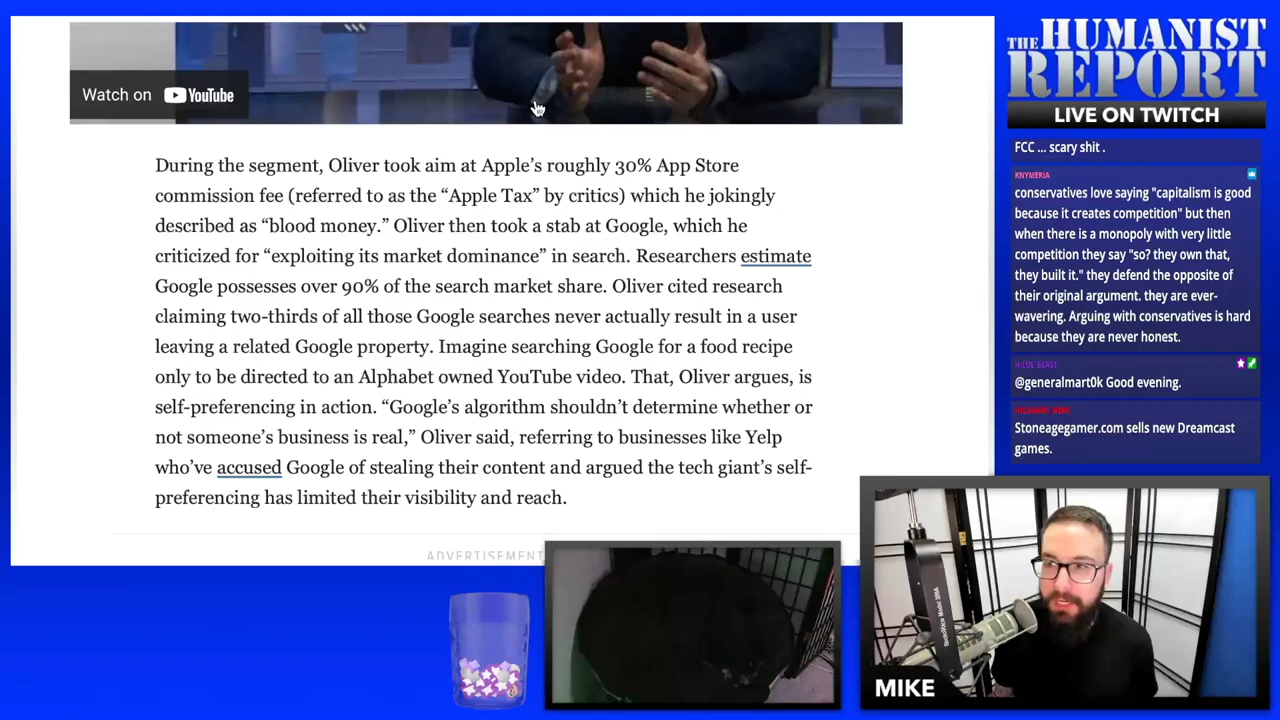 Watch on YouTube
During the segment, Oliver took aim at Apple's roughly 30% App Store
commission fee (referred to as the “Apple Tax” by critics) which he jokingly
described as “blood money.” Oliver then took a stab at Google, which he
criticized for “exploiting its market dominance” in search. Researchers estimate
Google possesses over 90% of the search market share. Oliver cited research
claiming two-thirds of all those Google searches never actually result in a user
leaving a related Google property. Imagine searching Google for a food recipe
only to be directed to an Alphabet owned YouTube video. That, Oliver argues, is
self-preferencing in action. “Google’s algorithm shouldn’t determine whether or
not someone’s business is real,” Oliver said, referring to businesses like Yelp
who’ve accused Google of stealing their content and argued the tech giant’s self-
preferencing has limited their visibility and reach.
ADVERTISEMENT
THE HUMANIST
REPORT
LIVE ON TWITCH
FCC ... scary shit .
KNYMERIA
conservatives love saying "capitalism is good
because it creates competition" but then
when there is a monopoly with very little
competition they say "so? they own that,
they built it." they defend the opposite of
their original argument. they are ever-
wavering. Arguing with conservatives is hard
because they are never honest.
@generalmart0k Good evening.
Stoneagegamer.com sells new Dreamcast
games.
MIKE